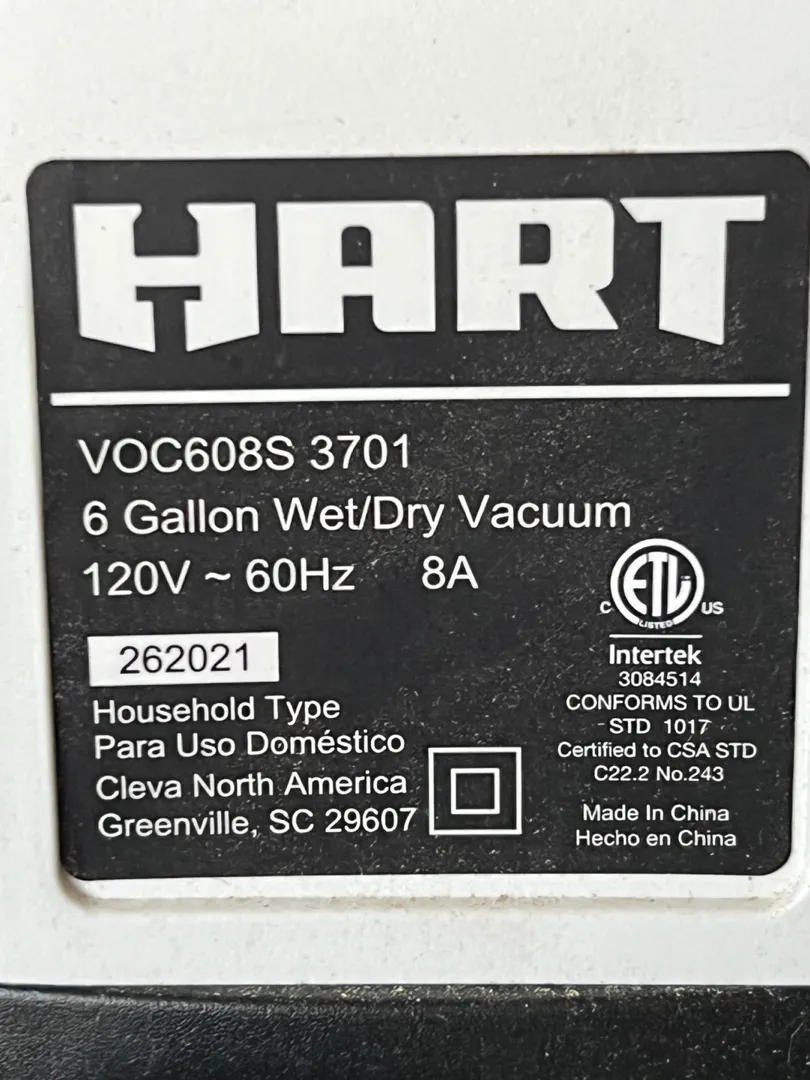 HART
VOC608S 3701
6 Gallon Wet/Dry Vacuum
120V ~ 60Hz 8A
262021
Household Type
Para Uso Doméstico
Cleva North America
Greenville, SC 29607
C ETL US
LISTED
Intertek
3084514
CONFORMS TO UL
STD 1017
Certified to CSA STD
C22.2 No.243
Made In China
Hecho en China